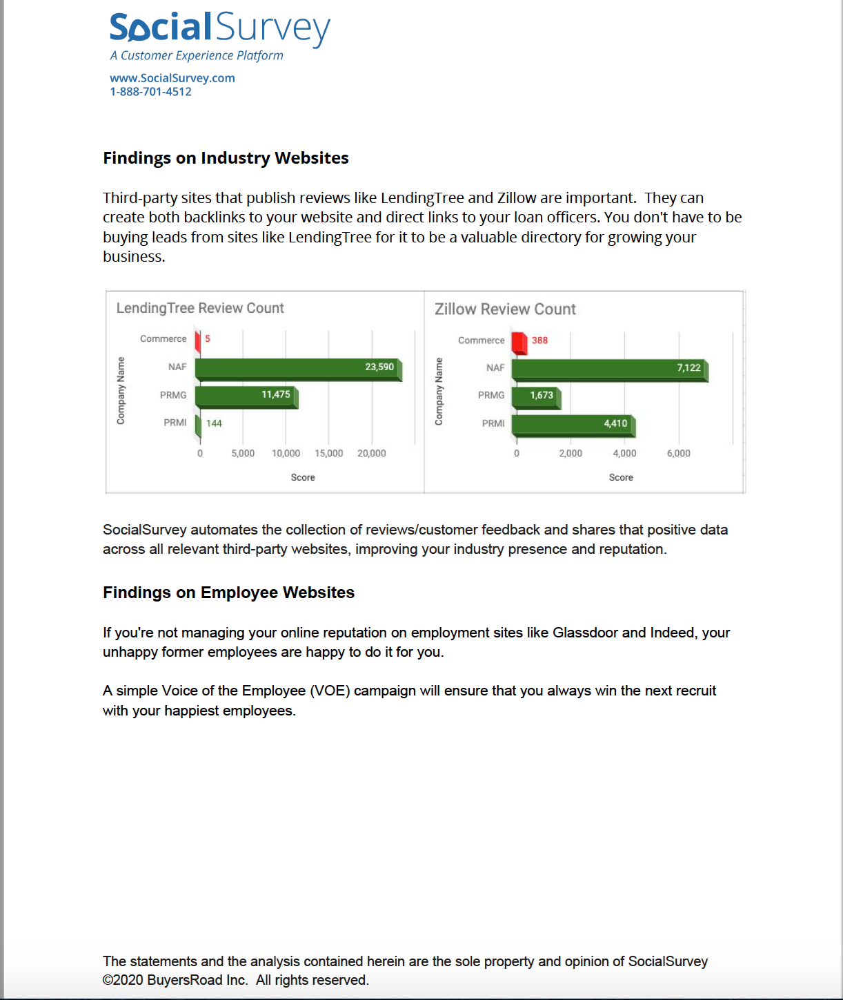 SocialSurvey
A Customer Experience Platform
www.SocialSurvey.com
1-888-701-4512
Findings on Industry Websites
Third-party sites that publish reviews like LendingTree and Zillow are important.  They can
create both backlinks to your website and direct links to your loan officers. You don't have to be
buying leads from sites like LendingTree for it to be a valuable directory for growing your
business.
LendingTree Review Count
Company Name
Commerce 5
NAF 23,590
PRMG 11,475
PRMI 144
0 5,000 10,000 15,000 20,000
Score
Zillow Review Count
Company Name
Commerce 388
NAF 7,122
PRMG 1,673
PRMI 4,410
0 2,000 4,000 6,000
Score
SocialSurvey automates the collection of reviews/customer feedback and shares that positive data
across all relevant third-party websites, improving your industry presence and reputation.
Findings on Employee Websites
If you're not managing your online reputation on employment sites like Glassdoor and Indeed, your
unhappy former employees are happy to do it for you.
A simple Voice of the Employee (VOE) campaign will ensure that you always win the next recruit
with your happiest employees.
The statements and the analysis contained herein are the sole property and opinion of SocialSurvey
©2020 BuyersRoad Inc.  All rights reserved.